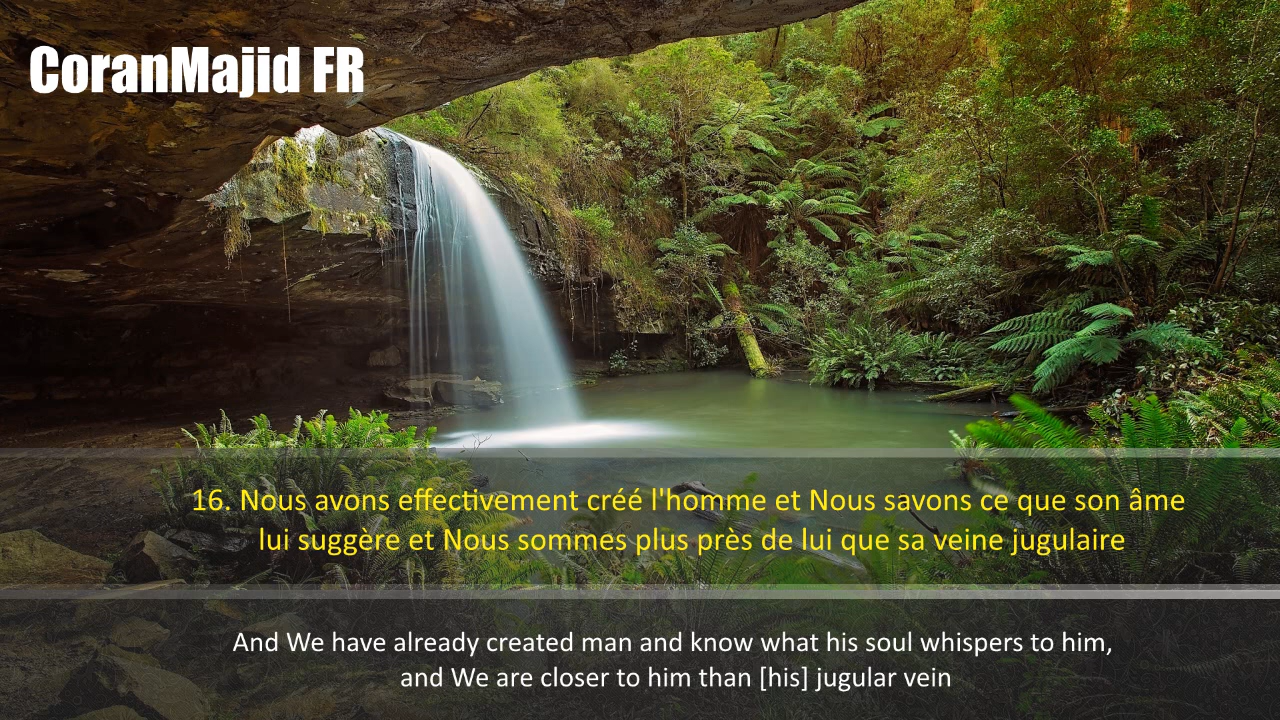 CoranMajid FR
16. Nous avons effectivement créé l'homme et Nous savons ce que son âme
lui suggère et Nous sommes plus près de lui que sa veine jugulaire
And We have already created man and know what his soul whispers to him,
and We are closer to him than [his] jugular vein